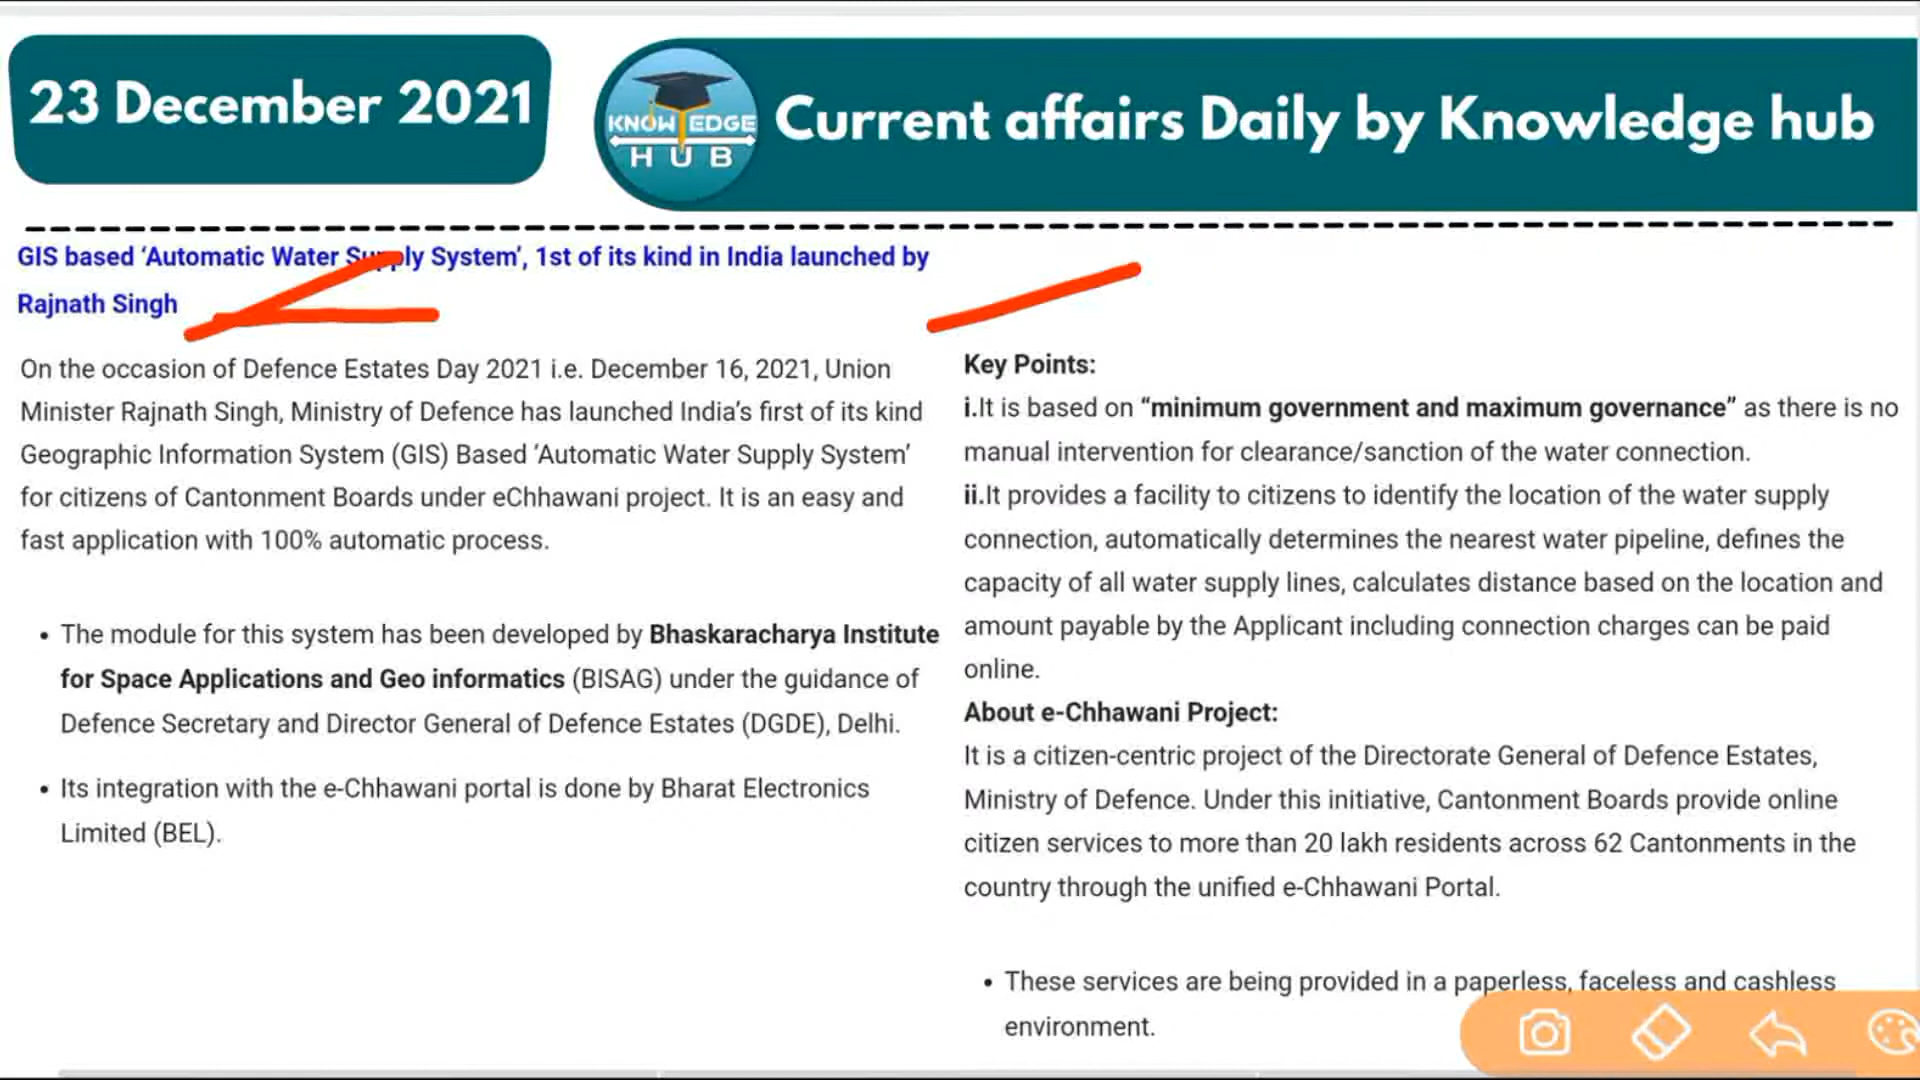 23 December 2021
KNOWLEDGE
HUB
Current affairs Daily by Knowledge hub
GIS based ‘Automatic Water Supply System’, 1st of its kind in India launched by
Rajnath Singh
On the occasion of Defence Estates Day 2021 i.e. December 16, 2021, Union
Minister Rajnath Singh, Ministry of Defence has launched India’s first of its kind
Geographic Information System (GIS) Based ‘Automatic Water Supply System’
for citizens of Cantonment Boards under eChhawani project. It is an easy and
fast application with 100% automatic process.
• The module for this system has been developed by Bhaskaracharya Institute
for Space Applications and Geo informatics (BISAG) under the guidance of
Defence Secretary and Director General of Defence Estates (DGDE), Delhi.
• Its integration with the e-Chhawani portal is done by Bharat Electronics
Limited (BEL).
Key Points:
i.It is based on “minimum government and maximum governance” as there is no
manual intervention for clearance/sanction of the water connection.
ii.It provides a facility to citizens to identify the location of the water supply
connection, automatically determines the nearest water pipeline, defines the
capacity of all water supply lines, calculates distance based on the location and
amount payable by the Applicant including connection charges can be paid
online.
About e-Chhawani Project:
It is a citizen-centric project of the Directorate General of Defence Estates,
Ministry of Defence. Under this initiative, Cantonment Boards provide online
citizen services to more than 20 lakh residents across 62 Cantonments in the
country through the unified e-Chhawani Portal.
• These services are being provided in a paperless, faceless and cashless
environment.